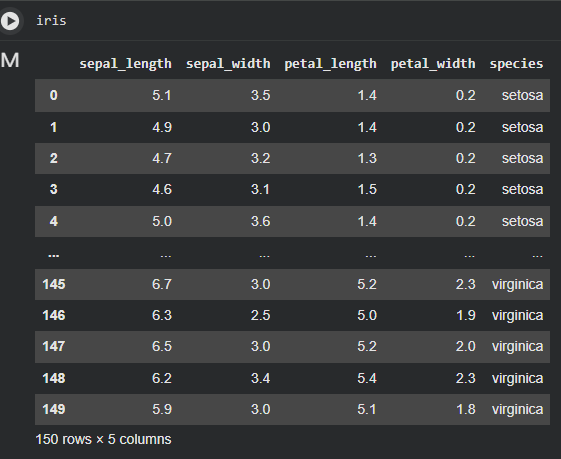 iris
M
sepal_length sepal_width petal_length petal_width species
0 5.1 3.5 1.4 0.2 setosa
1 4.9 3.0 1.4 0.2 setosa
2 4.7 3.2 1.3 0.2 setosa
3 4.6 3.1 1.5 0.2 setosa
4 5.0 3.6 1.4 0.2 setosa
... ... ... ... ... ...
145 6.7 3.0 5.2 2.3 virginica
146 6.3 2.5 5.0 1.9 virginica
147 6.5 3.0 5.2 2.0 virginica
148 6.2 3.4 5.4 2.3 virginica
149 5.9 3.0 5.1 1.8 virginica
150 rows × 5 columns